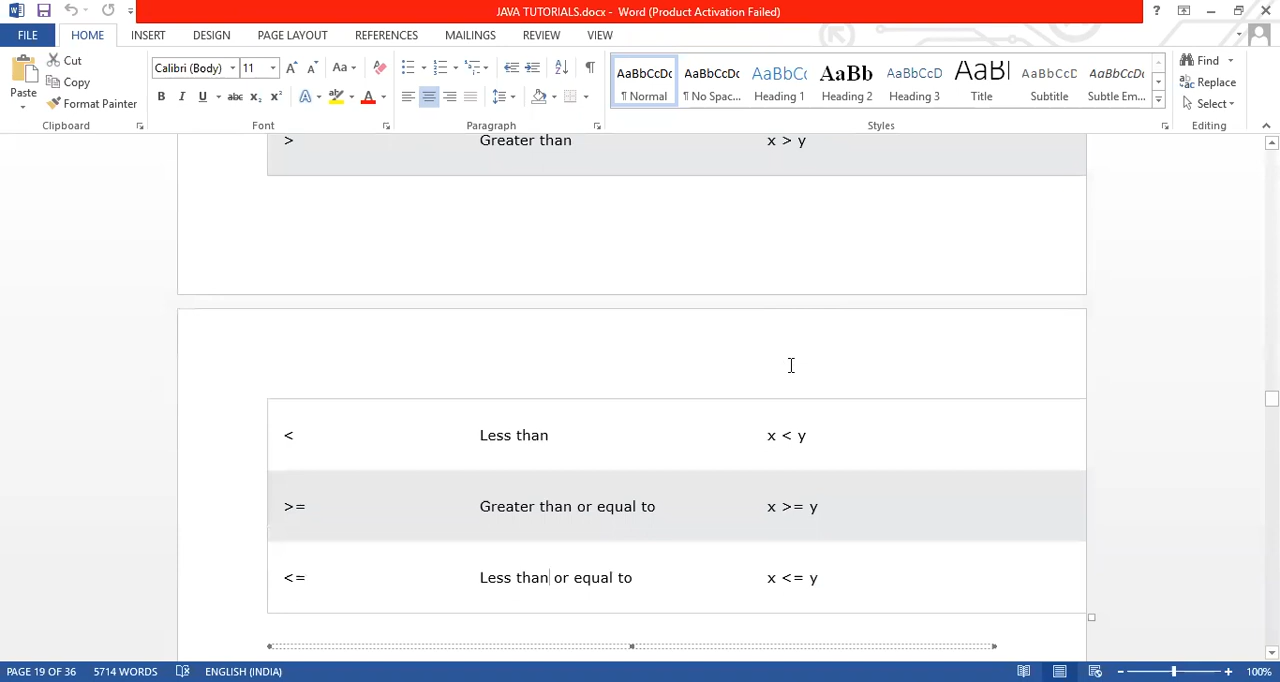 JAVA TUTORIALS.docx - Word (Product Activation Failed)
FILE HOME INSERT DESIGN PAGE LAYOUT REFERENCES MAILINGS REVIEW VIEW
Paste
Cut
Copy
Format Painter
Clipboard
Calibri (Body) 11
Font
Paragraph
AaBbCcDc AaBbCcDc AaBbCc AaBb AaBbCcD AaB AaBbCcD AaBbCcDc
¶ Normal ¶ No Spac... Heading 1 Heading 2 Heading 3 Title Subtitle Subtle Em...
Styles
Find
Replace
Select
Editing
> Greater than x > y
< Less than x < y
>= Greater than or equal to x >= y
<= Less than or equal to x <= y
PAGE 19 OF 36 5714 WORDS ENGLISH (INDIA) 100%